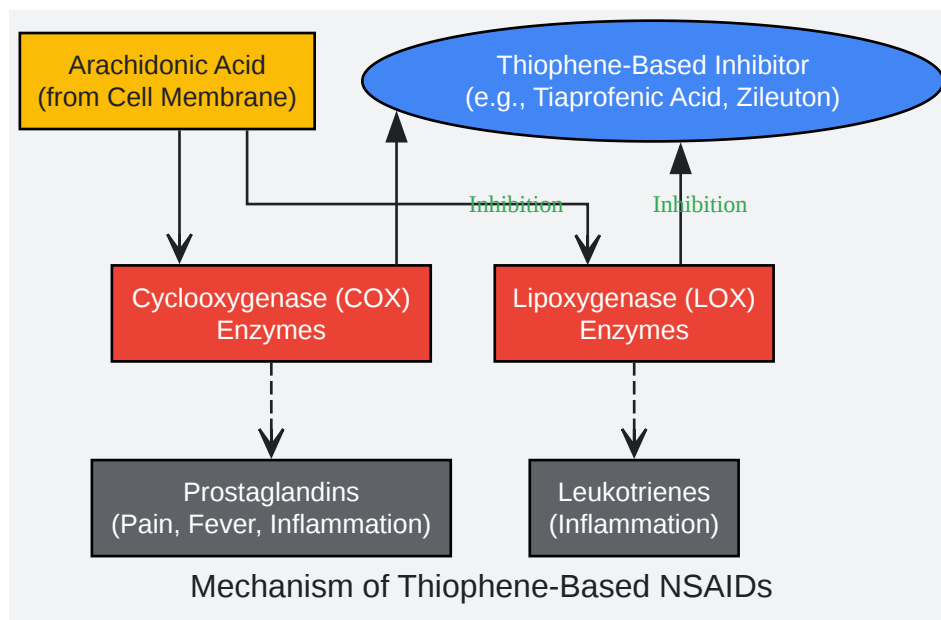 Arachidonic Acid
(from Cell Membrane)
Thiophene-Based Inhibitor
(e.g., Tiaprofenic Acid, Zileuton)
Inhibition
Inhibition
Cyclooxygenase (COX)
Enzymes
Lipoxygenase (LOX)
Enzymes
Prostaglandins
(Pain, Fever, Inflammation)
Leukotrienes
(Inflammation)
Mechanism of Thiophene-Based NSAIDs